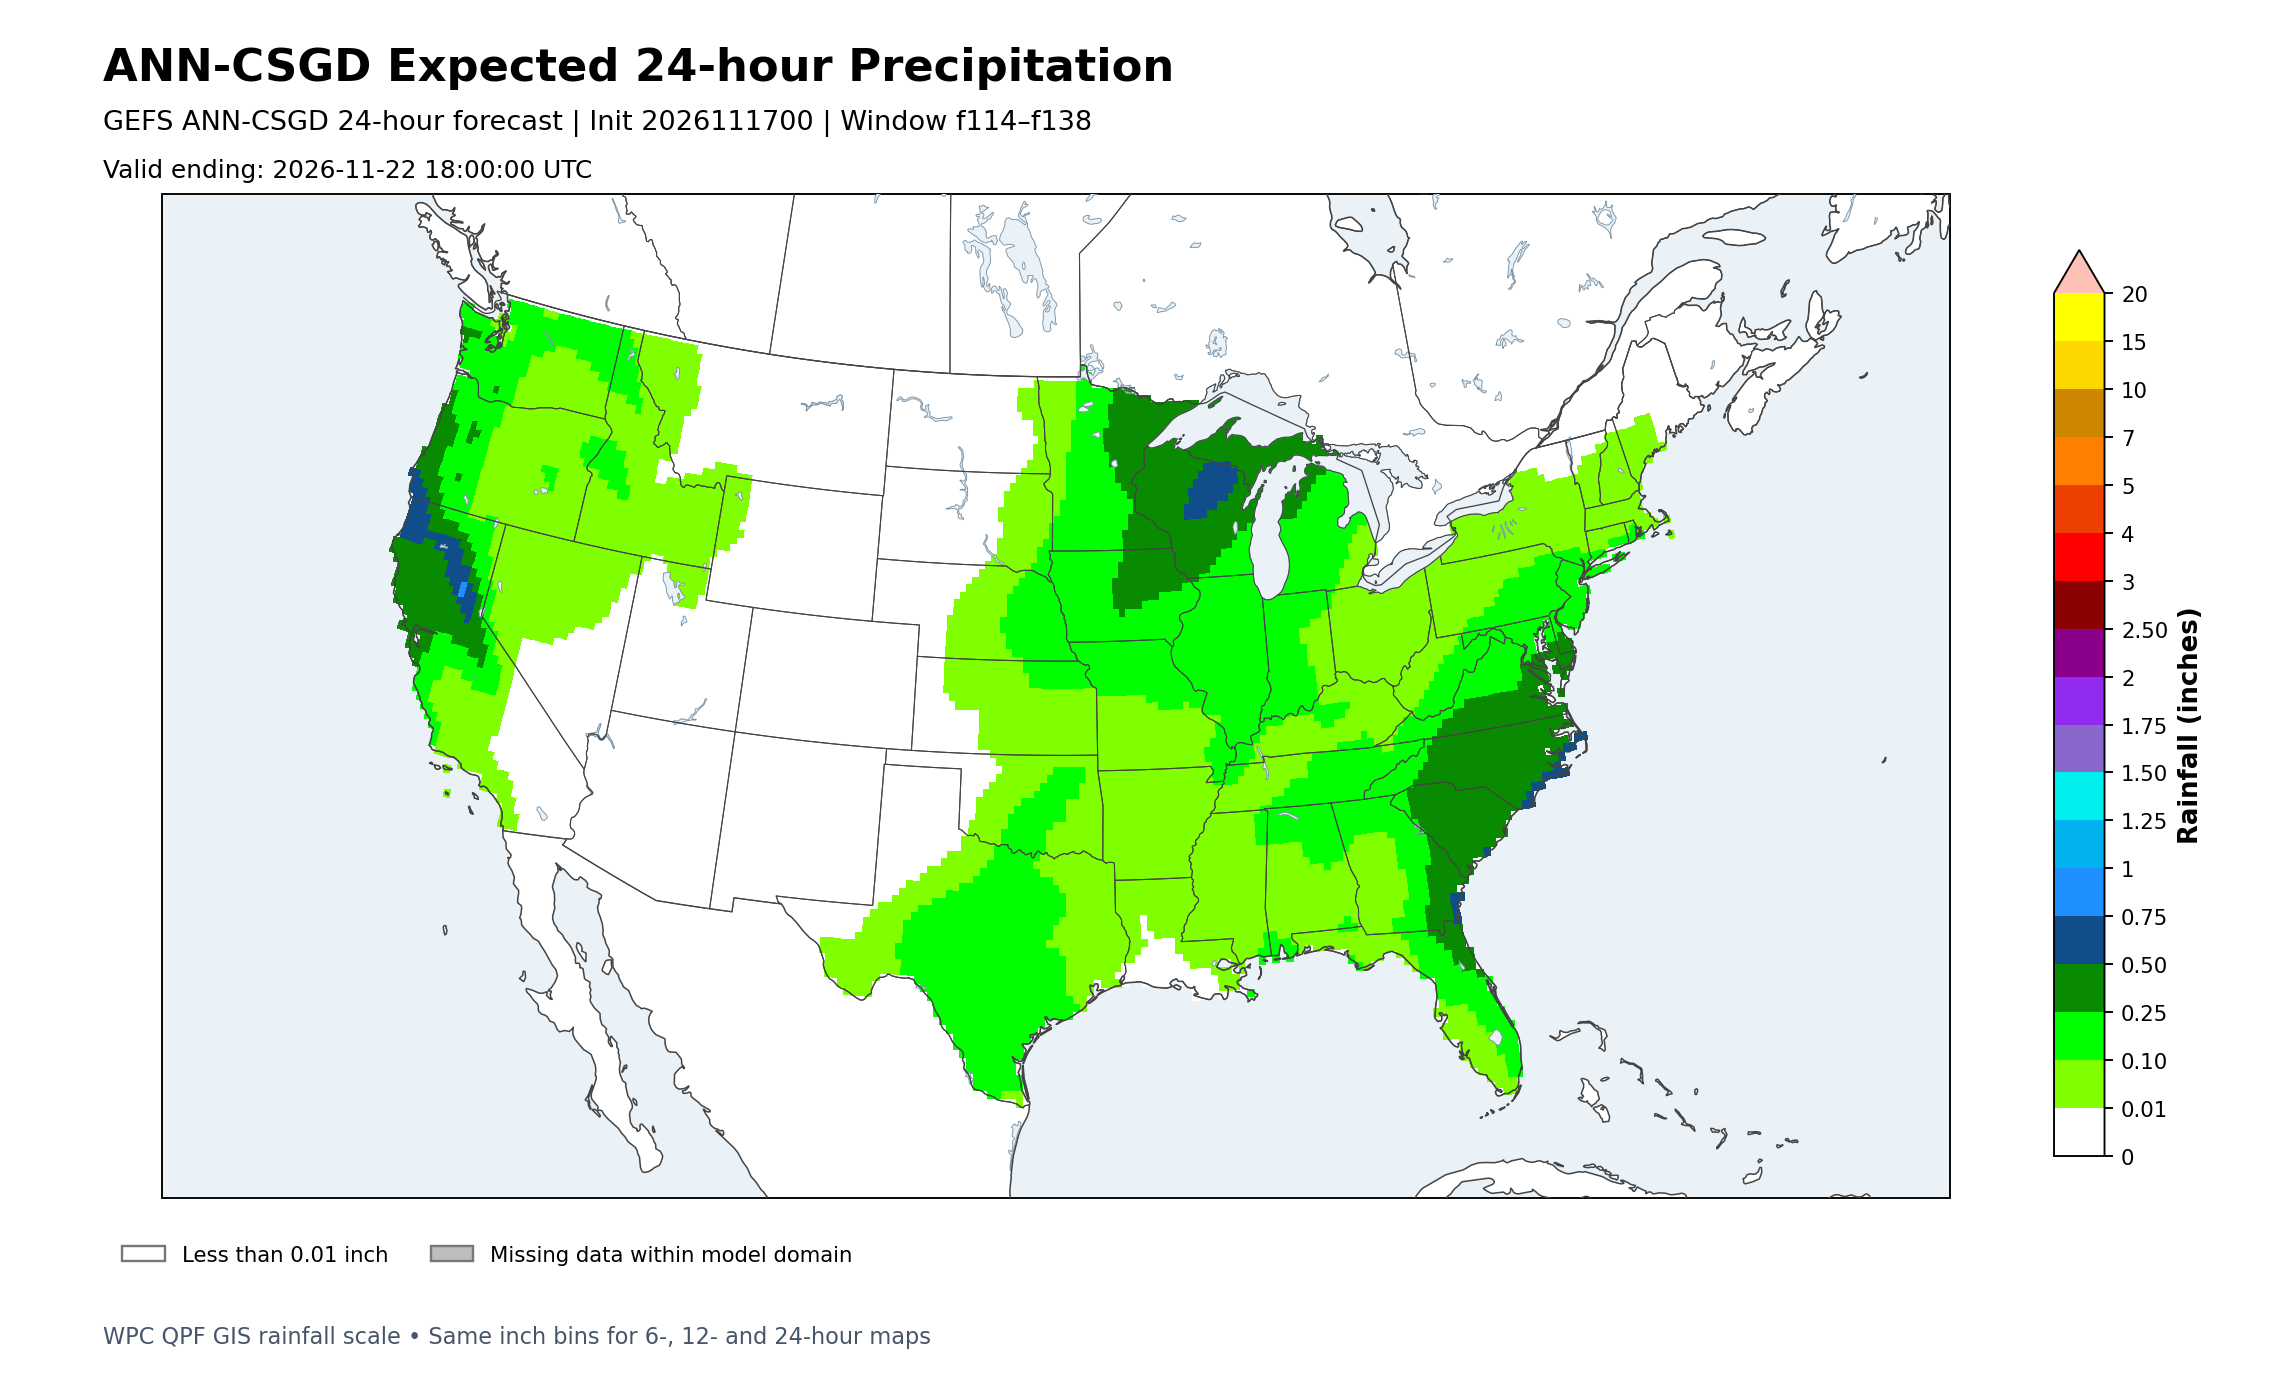 ANN-CSGD Expected 24-hour Precipitation
GEFS ANN-CSGD 24-hour forecast | Init 2026111700 | Window f114–f138
Valid ending: 2026-11-22 18:00:00 UTC
20
15
10
7
5
4
3
2.50
2
1.75
1.50
1.25
1
0.75
0.50
0.25
0.10
0.01
0
Rainfall (inches)
Less than 0.01 inch
Missing data within model domain
WPC QPF GIS rainfall scale • Same inch bins for 6-, 12- and 24-hour maps